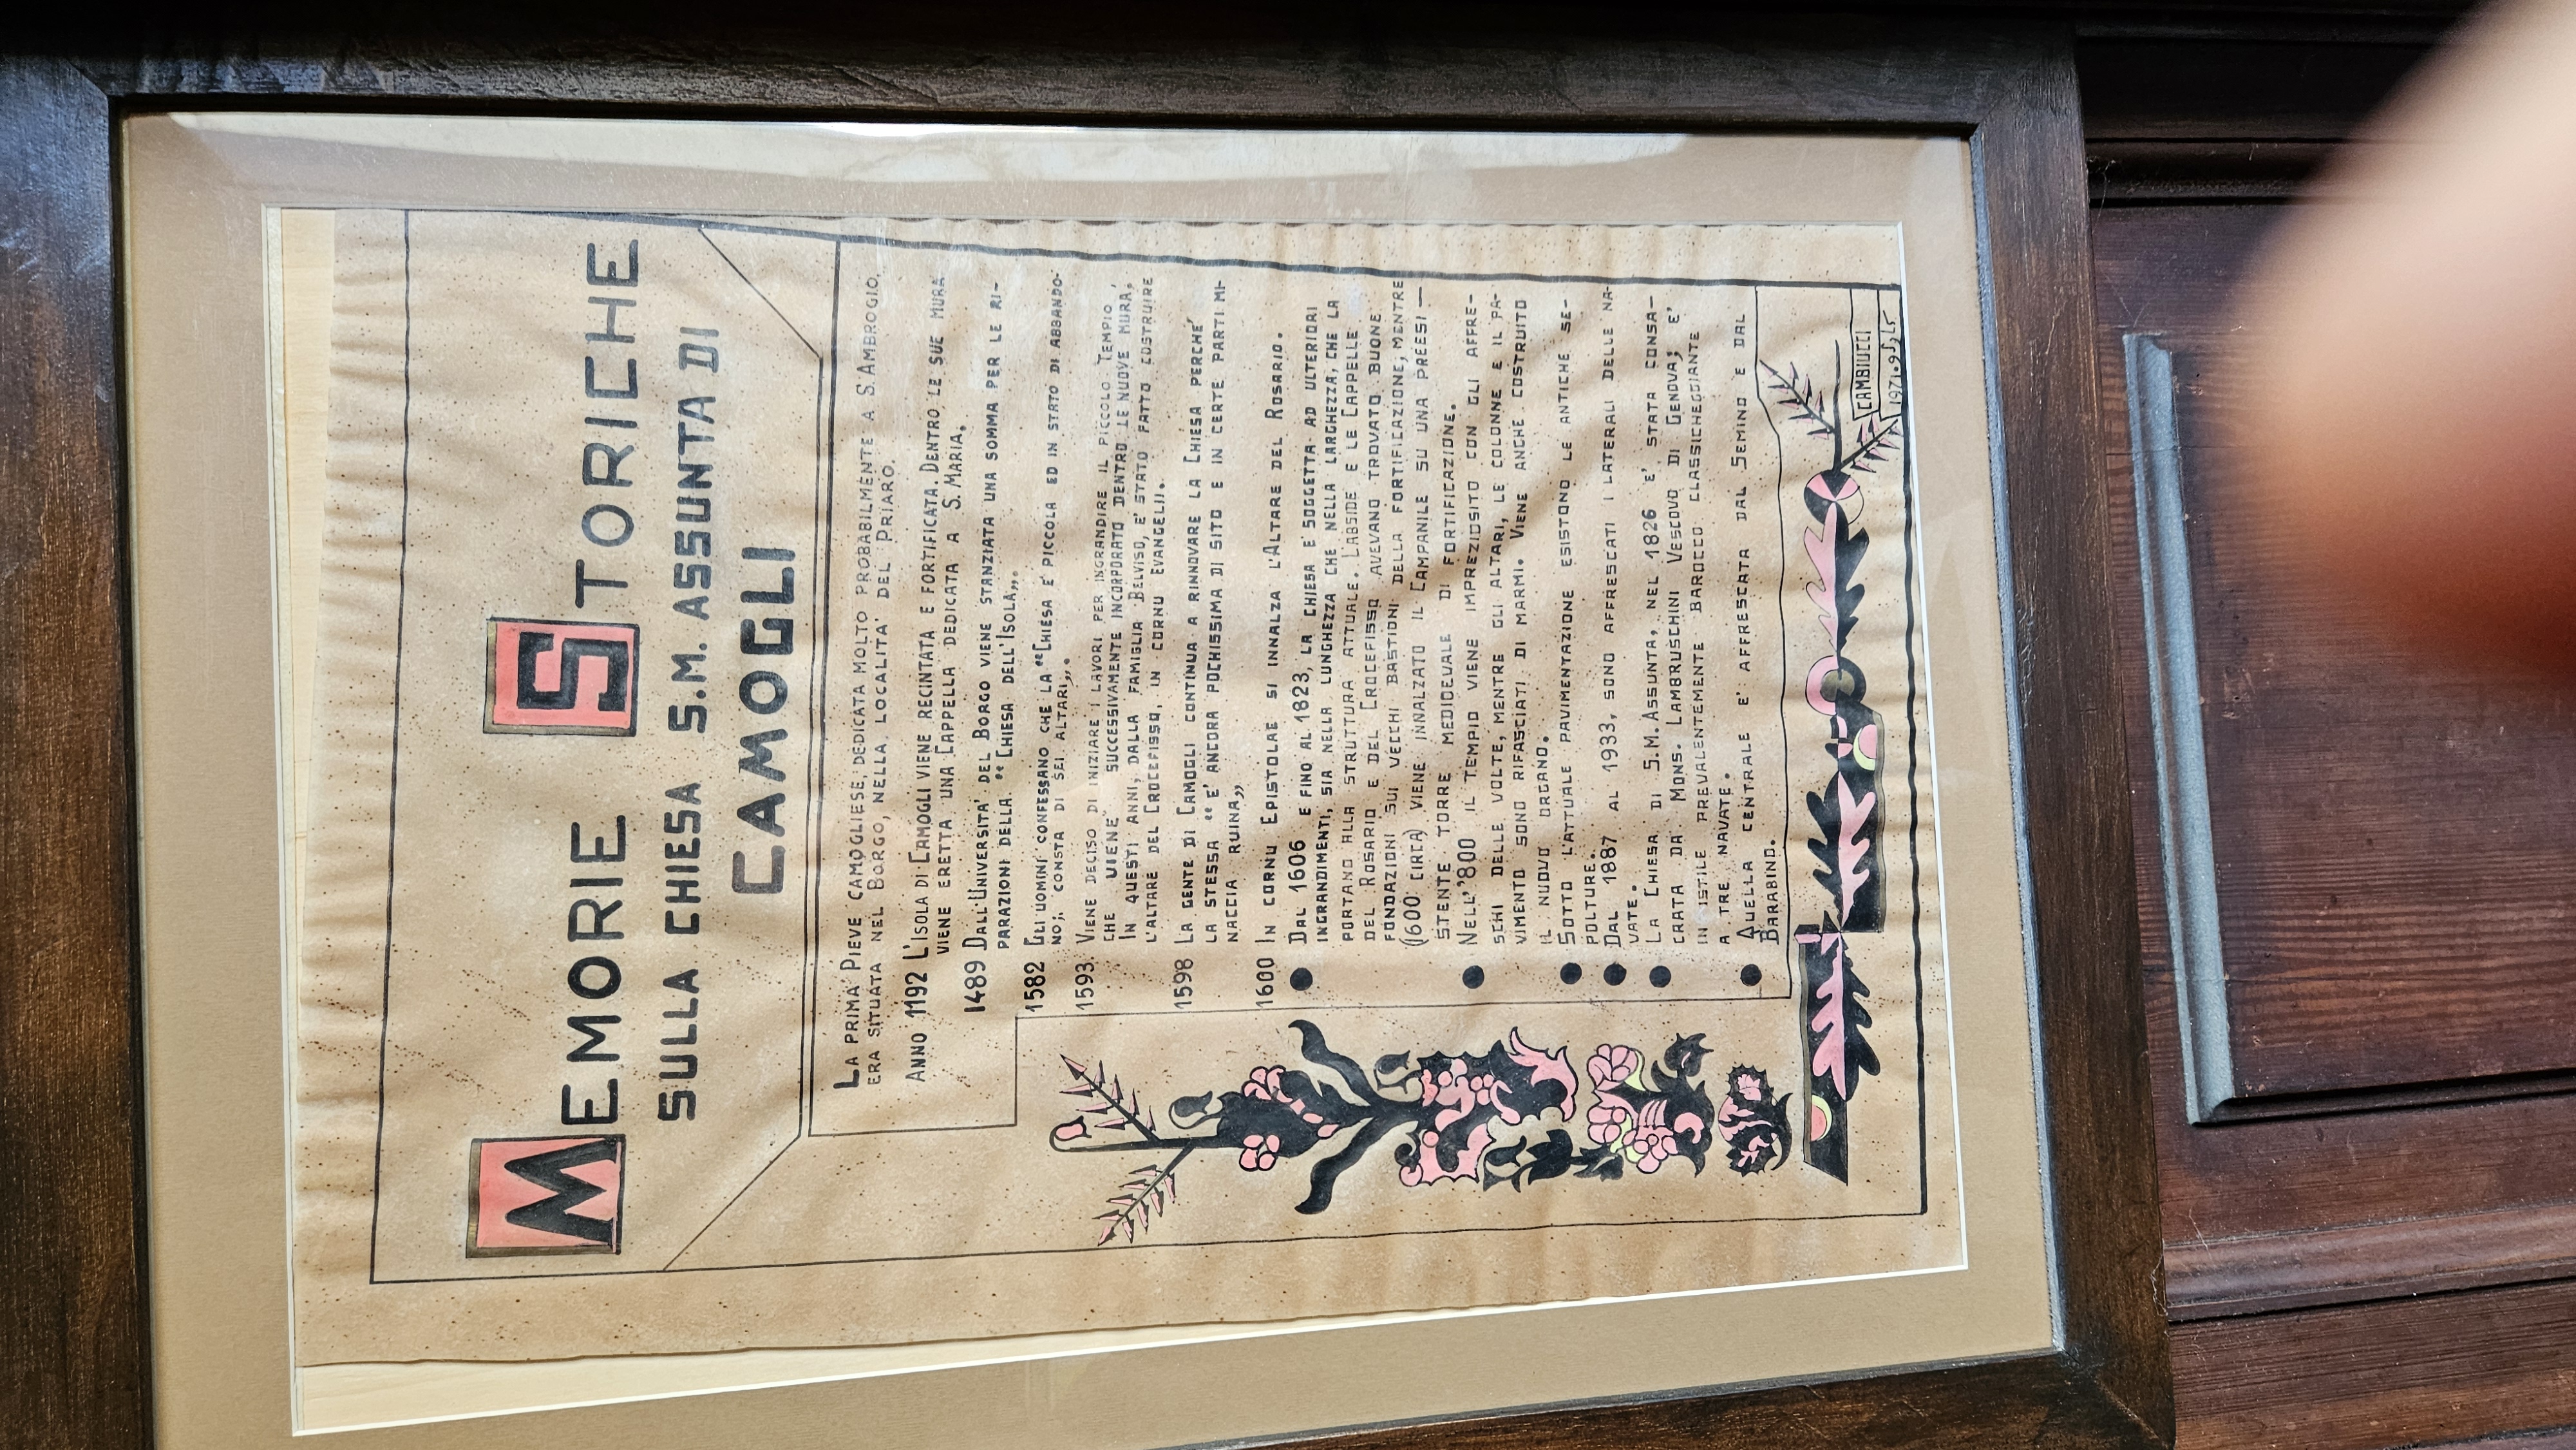 MEMORIE STORICHE
SULLA CHIESA S.M. ASSUNTA DI
CAMOGLI
LA PRIMA PIEVE CAMOGLIESE, DEDICATA MOLTO PROBABILMENTE A S. AMBROGIO,
ERA SITUATA NEL BORGO, NELLA LOCALITA' DEL PRIARO.
ANNO 1192 L'ISOLA DI CAMOGLI VIENE RECINTATA E FORTIFICATA. DENTRO LE SUE MURA
VIENE ERETTA UNA CAPPELLA DEDICATA A S. MARIA.
1489 DALL'UNIVERSITA' DEL BORGO VIENE STANZIATA UNA SOMMA PER LE RI-
PARAZIONI DELLA “CHIESA DELL'ISOLA„.
1582 GLI UOMINI CONFESSANO CHE LA “CHIESA E' PICCOLA ED IN STATO DI ABBANDO-
NO; CONSTA DI SEI ALTARI„.
1593. VIENE DECISO DI INIZIARE I LAVORI PER INGRANDIRE IL PICCOLO TEMPIO
CHE VIENE SUCCESSIVAMENTE INCORPORATO DENTRO LE NUOVE MURA,
IN QUESTI ANNI, DALLA FAMIGLIA BELVISO, E' STATO FATTO COSTRUIRE
L'ALTARE DEL CROCEFISSO, IN CORNU EVANGELII.
1598 LA GENTE DI CAMOGLI CONTINUA A RINNOVARE LA CHIESA PERCHE'
LA STESSA “E' ANCORA POCHISSIMA DI SITO E IN CERTE PARTI MI-
NACCIA RUINA„
1600 IN CORNU EPISTOLAE SI INNALZA L'ALTARE DEL ROSARIO.
● DAL 1606 E FINO AL 1823, LA CHIESA E' SOGGETTA AD ULTERIORI
INGRANDIMENTI, SIA NELLA LUNGHEZZA CHE NELLA LARGHEZZA, CHE LA
PORTANO ALLA STRUTTURA ATTUALE. LABSIDE E LE CAPPELLE
DEL ROSARIO E DEL CROCEFISSO AVEVANO TROVATO BUONE
FONDAZIONI SUI VECCHI BASTIONI DELLA FORTIFICAZIONE; MENTRE
(1600 CIRCA) VIENE INNALZATO IL CAMPANILE SU UNA PREESI—
STENTE TORRE MEDIOEVALE DI FORTIFICAZIONE.
● NELL'800 IL TEMPIO VIENE IMPREZIOSITO CON GLI AFFRE-
SCHI DELLE VOLTE, MENTRE GLI ALTARI, LE COLONNE E IL PA-
VIMENTO SONO RIFASCIATI DI MARMI. VIENE ANCHE COSTRUITO
IL NUOVO ORGANO.
● SOTTO L'ATTUALE PAVIMENTAZIONE ESISTONO LE ANTICHE SE-
POLTURE.
● DAL 1887 AL 1933, SONO AFFRESCATI I LATERALI DELLE NA-
VATE.
● LA CHIESA DI S.M. ASSUNTA, NEL 1826 E' STATA CONSA—
CRATA DA MONS. LAMBRUSCHINI VESCOVO DI GENOVA; E'
IN ISTILE PREVALENTEMENTE BAROCCO CLASSICHEGGIANTE
A TRE NAVATE.
● QUELLA CENTRALE E' AFFRESCATA DAL SEMINO E DAL
BARABINO.
CAMBIUCCI